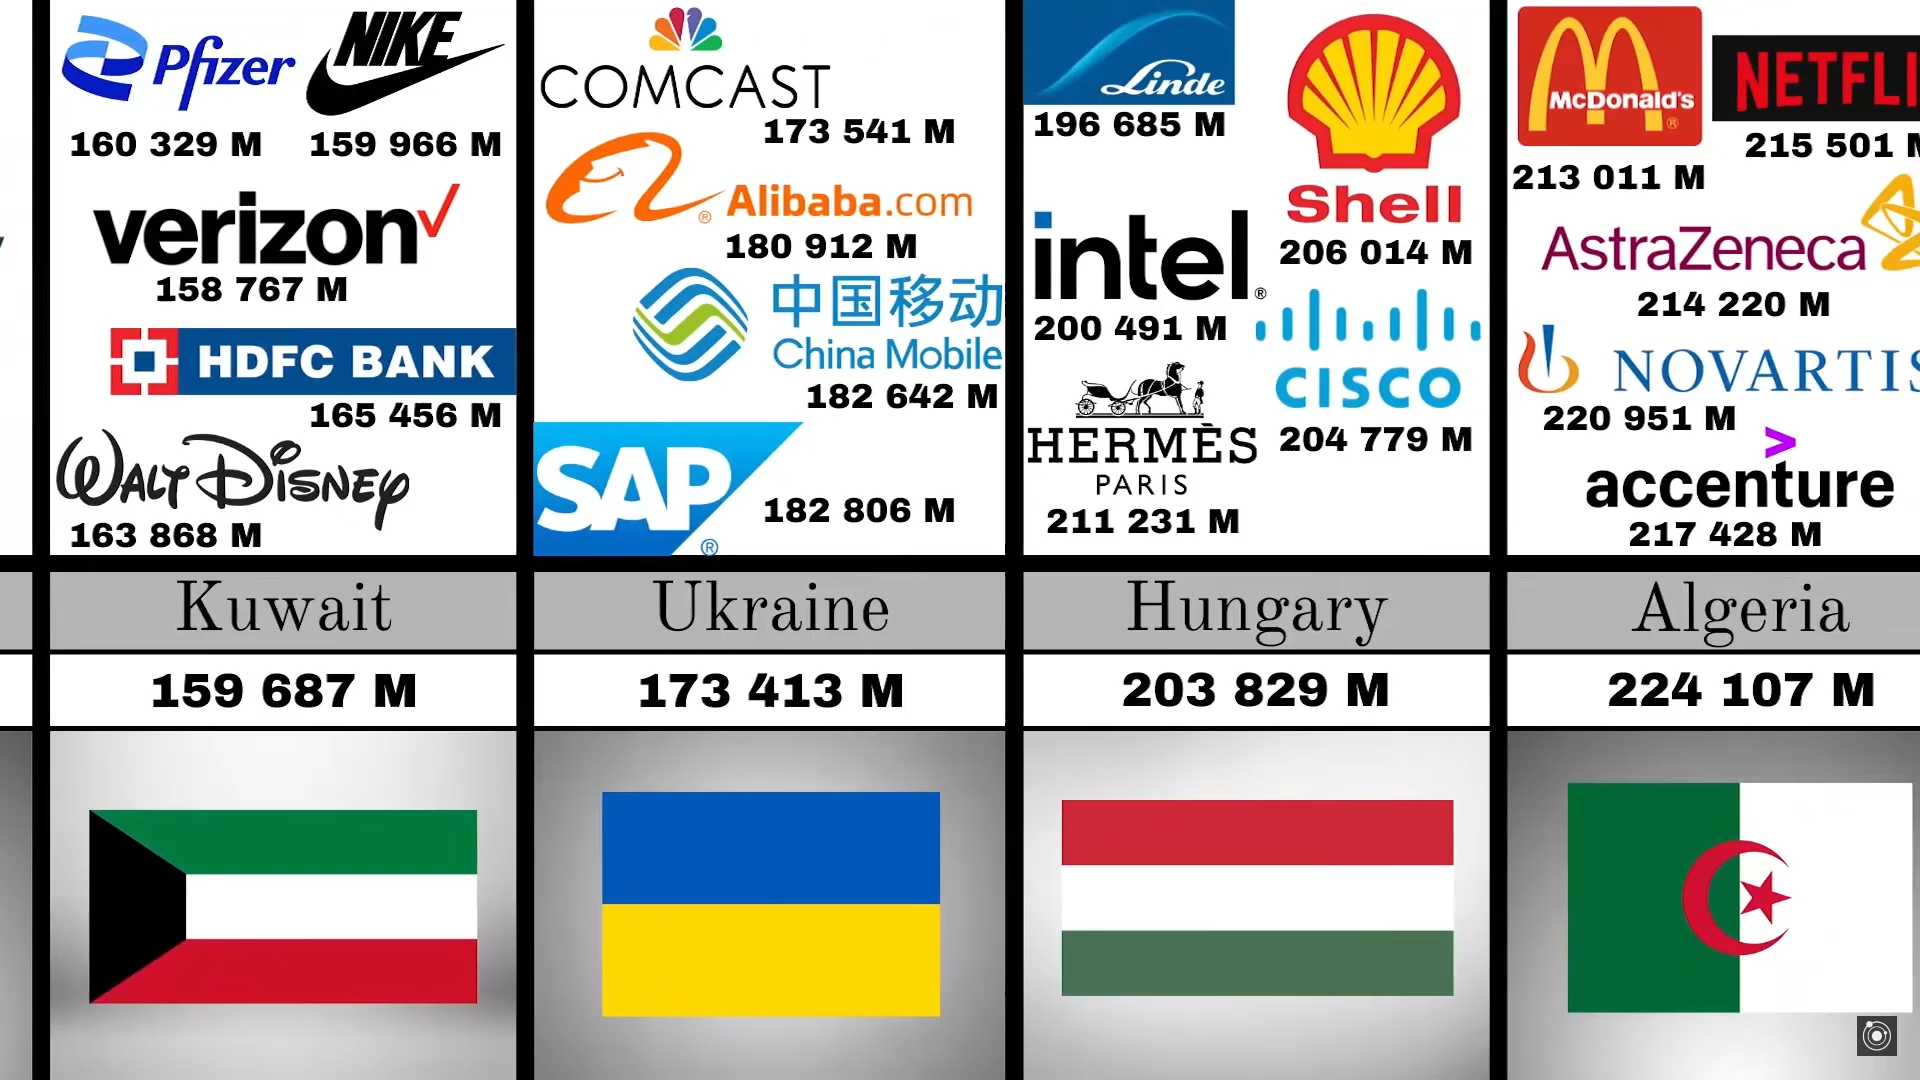 Pfizer
NIKE
160 329 M
159 966 M
verizon
158 767 M
HDFC BANK
165 456 M
WALT DISNEY
163 868 M
Kuwait
159 687 M
COMCAST
173 541 M
Alibaba.com
180 912 M
中国移动
China Mobile
182 642 M
SAP
182 806 M
Ukraine
173 413 M
Linde
196 685 M
Shell
206 014 M
intel
200 491 M
CISCO
204 779 M
HERMÈS
PARIS
211 231 M
Hungary
203 829 M
McDonald's
213 011 M
NETFLI
215 501 M
AstraZeneca
214 220 M
NOVARTIS
220 951 M
accenture
217 428 M
Algeria
224 107 M